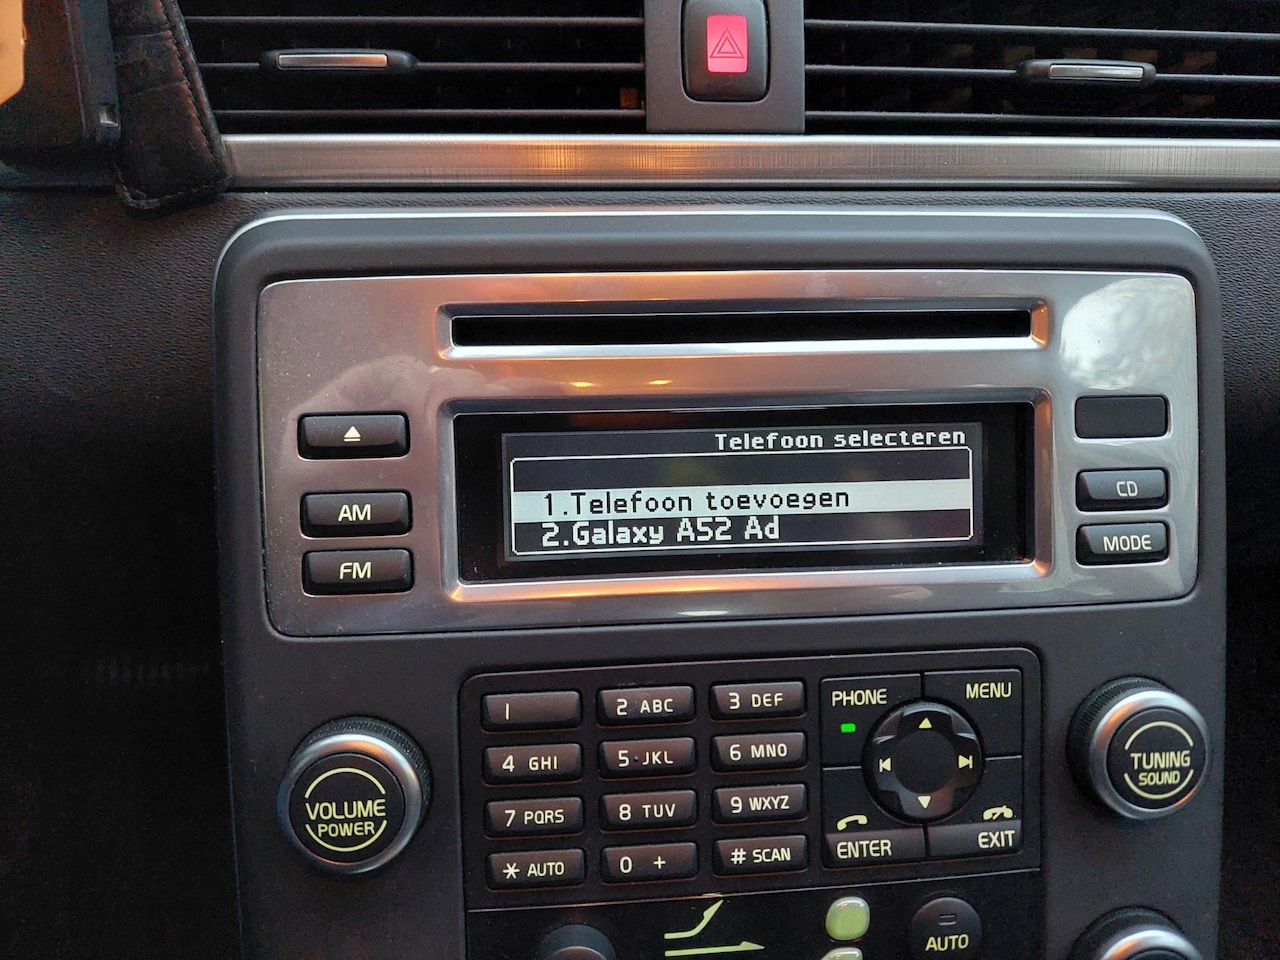 Telefoon selecteren
1.Telefoon toevoegen
2.Galaxy A52 Ad
AM
FM
CD
MODE
1
2 ABC
3 DEF
4 GHI
5 JKL
6 MNO
7 PQRS
8 TUV
9 WXYZ
* AUTO
0 +
# SCAN
PHONE
MENU
ENTER
EXIT
VOLUME
POWER
TUNING
SOUND
AUTO